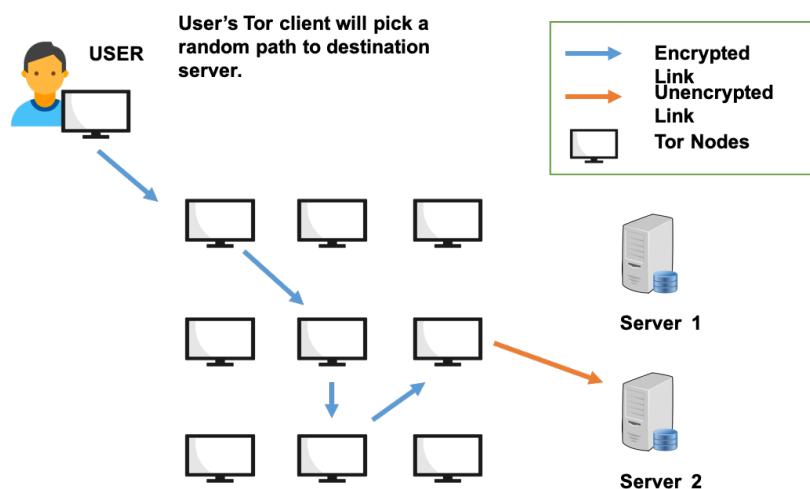 User's Tor client will pick a
random path to destination
server.
USER
Encrypted
Link
Unencrypted
Link
Tor Nodes
Server 1
Server 2